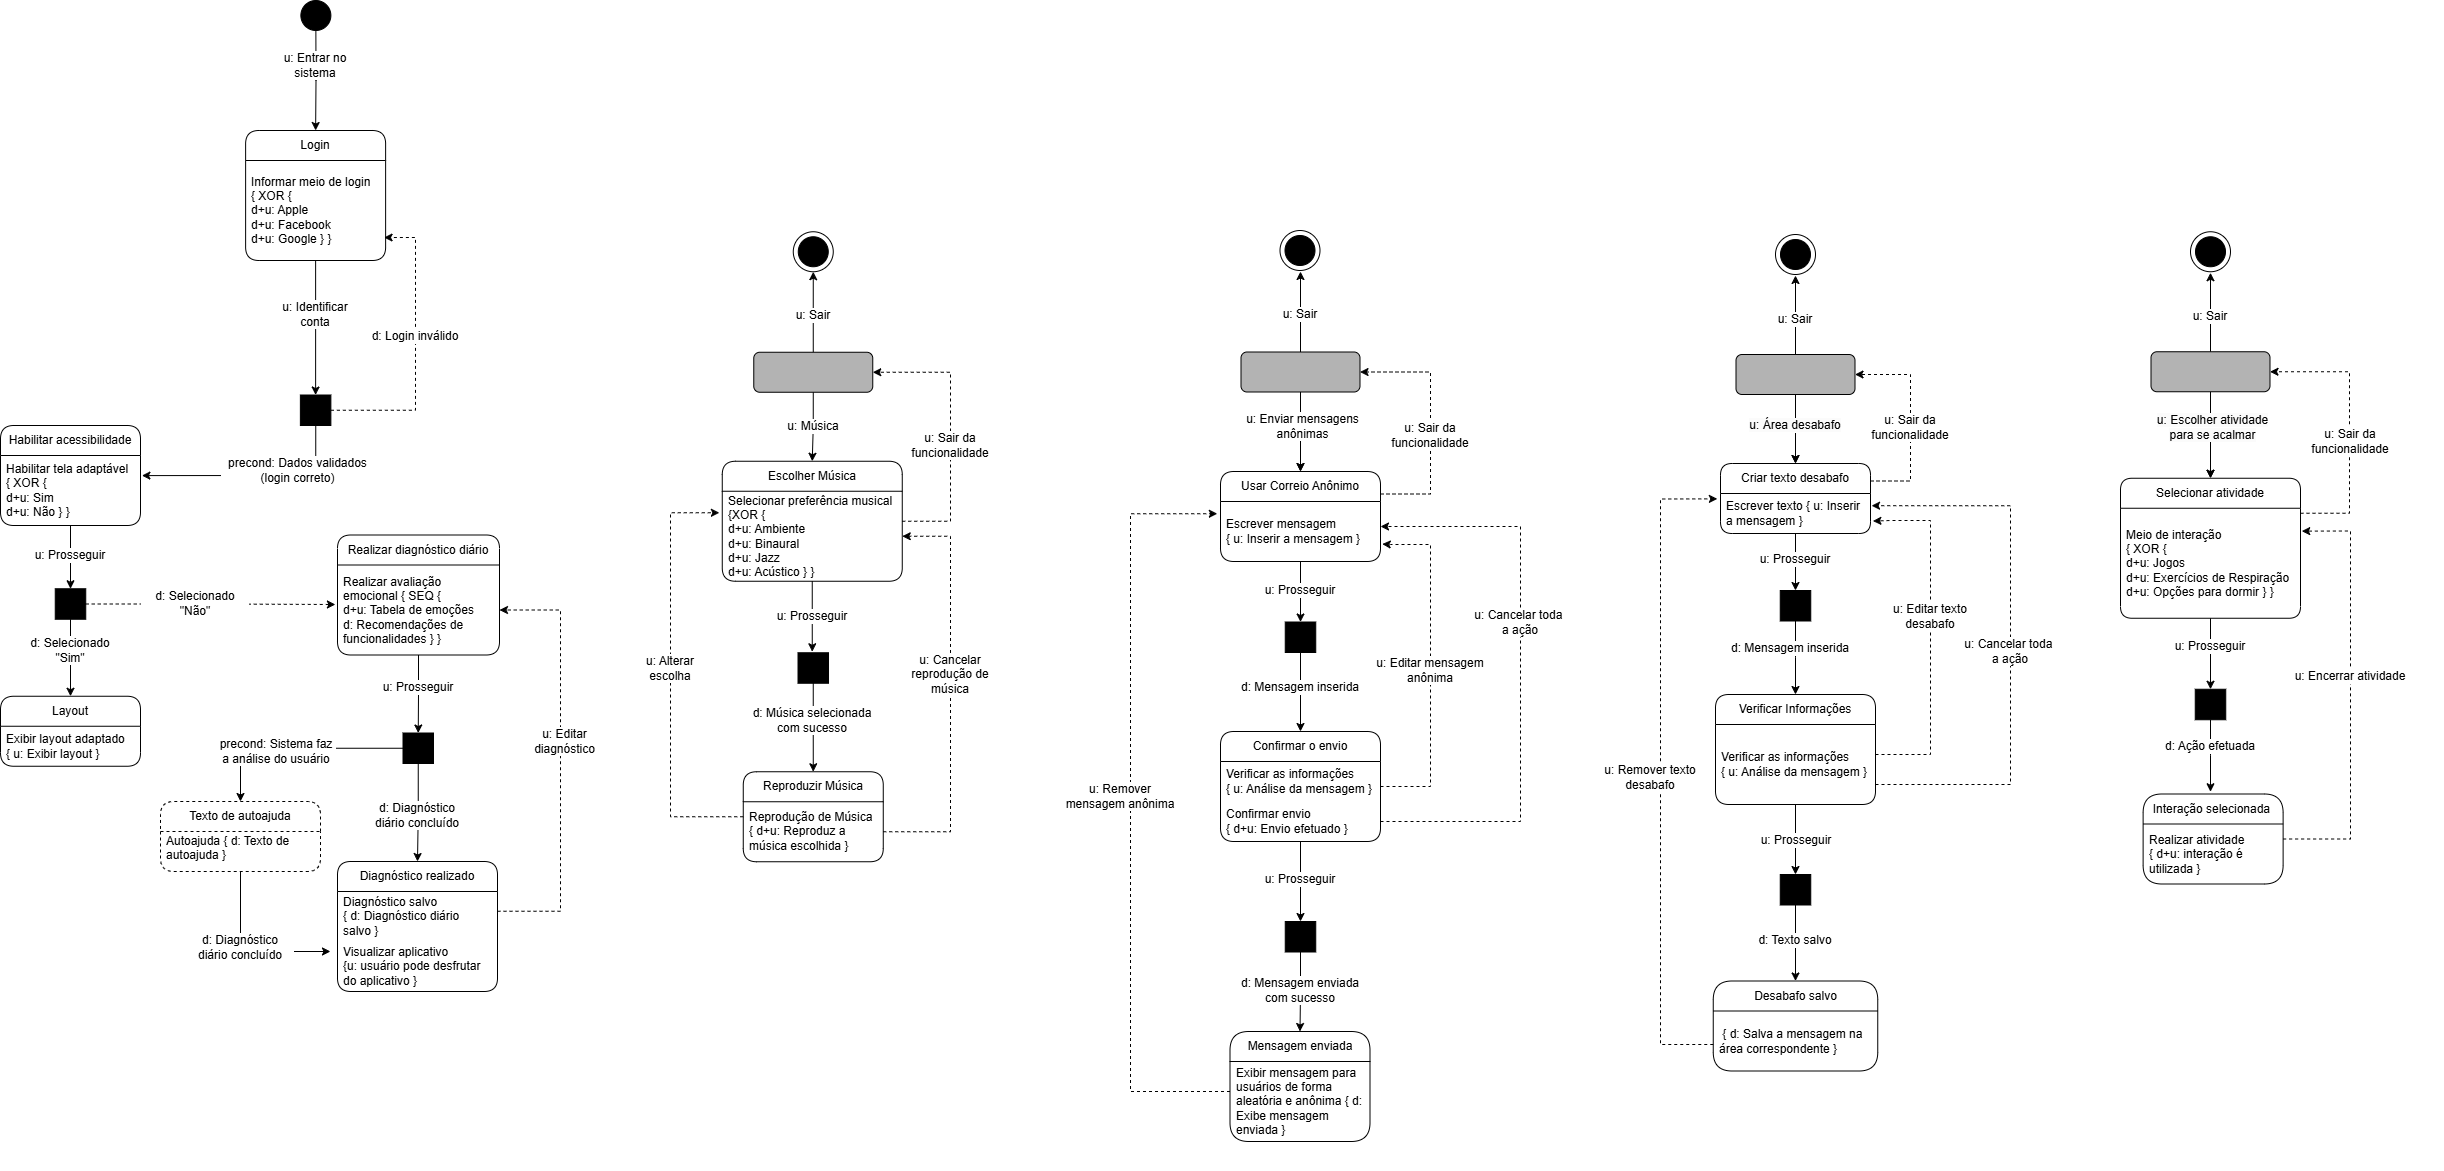 u: Entrar no
sistema
Login
Informar meio de login
{ XOR {
d+u: Apple
d+u: Facebook
d+u: Google } }
u: Identificar
conta
d: Login inválido
precond: Dados validados
(login correto)
Habilitar acessibilidade
Habilitar tela adaptável
{ XOR {
d+u: Sim
d+u: Não } }
u: Prosseguir
d: Selecionado
"Não"
d: Selecionado
"Sim"
Layout
Exibir layout adaptado
{ u: Exibir layout }
Realizar diagnóstico diário
Realizar avaliação
emocional { SEQ {
d+u: Tabela de emoções
d: Recomendações de
funcionalidades } }
u: Prosseguir
u: Editar
diagnóstico
precond: Sistema faz
a análise do usuário
d: Diagnóstico
diário concluído
Texto de autoajuda
Autoajuda { d: Texto de
autoajuda }
d: Diagnóstico
diário concluído
Diagnóstico realizado
Diagnóstico salvo
{ d: Diagnóstico diário
salvo }
Visualizar aplicativo
{u: usuário pode desfrutar
do aplicativo }
u: Sair
u: Música
u: Sair da
funcionalidade
Escolher Música
Selecionar preferência musical
{XOR {
d+u: Ambiente
d+u: Binaural
d+u: Jazz
d+u: Acústico } }
u: Prosseguir
u: Alterar
escolha
u: Cancelar
reprodução de
música
d: Música selecionada
com sucesso
Reproduzir Música
Reprodução de Música
{ d+u: Reproduz a
música escolhida }
u: Sair
u: Enviar mensagens
anônimas
u: Sair da
funcionalidade
Usar Correio Anônimo
Escrever mensagem
{ u: Inserir a mensagem }
u: Prosseguir
u: Cancelar toda
a ação
u: Editar mensagem
anônima
d: Mensagem inserida
Confirmar o envio
Verificar as informações
{ u: Análise da mensagem }
Confirmar envio
{ d+u: Envio efetuado }
u: Remover
mensagem anônima
u: Prosseguir
d: Mensagem enviada
com sucesso
Mensagem enviada
Exibir mensagem para
usuários de forma
aleatória e anônima { d:
Exibe mensagem
enviada }
u: Sair
u: Área desabafo
u: Sair da
funcionalidade
Criar texto desabafo
Escrever texto { u: Inserir
a mensagem }
u: Prosseguir
u: Editar texto
desabafo
u: Cancelar toda
a ação
d: Mensagem inserida
Verificar Informações
Verificar as informações
{ u: Análise da mensagem }
u: Remover texto
desabafo
u: Prosseguir
d: Texto salvo
Desabafo salvo
{ d: Salva a mensagem na
área correspondente }
u: Sair
u: Escolher atividade
para se acalmar
u: Sair da
funcionalidade
Selecionar atividade
Meio de interação
{ XOR {
d+u: Jogos
d+u: Exercícios de Respiração
d+u: Opções para dormir } }
u: Prosseguir
u: Encerrar atividade
d: Ação efetuada
Interação selecionada
Realizar atividade
{ d+u: interação é
utilizada }